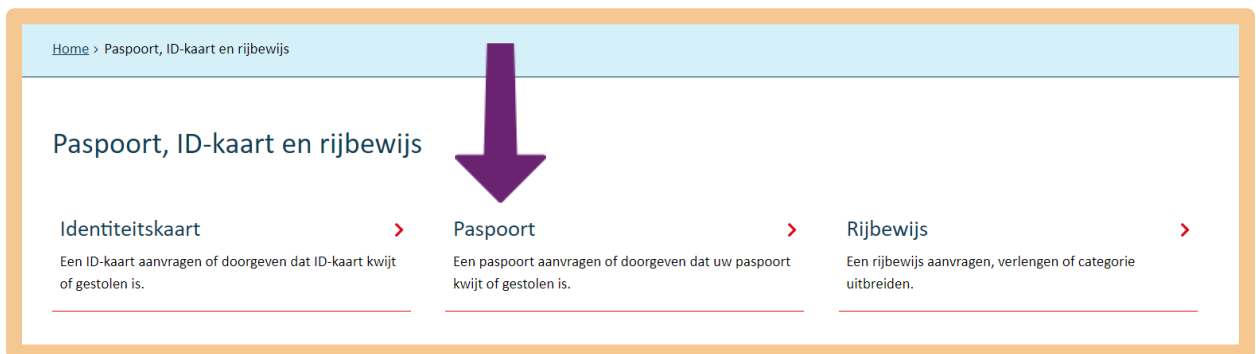 Home > Paspoort, ID-kaart en rijbewijs
Paspoort, ID-kaart en rijbewijs
Identiteitskaart
Een ID-kaart aanvragen of doorgeven dat ID-kaart kwijt
of gestolen is.
Paspoort
Een paspoort aanvragen of doorgeven dat uw paspoort
kwijt of gestolen is.
Rijbewijs
Een rijbewijs aanvragen, verlengen of categorie
uitbreiden.